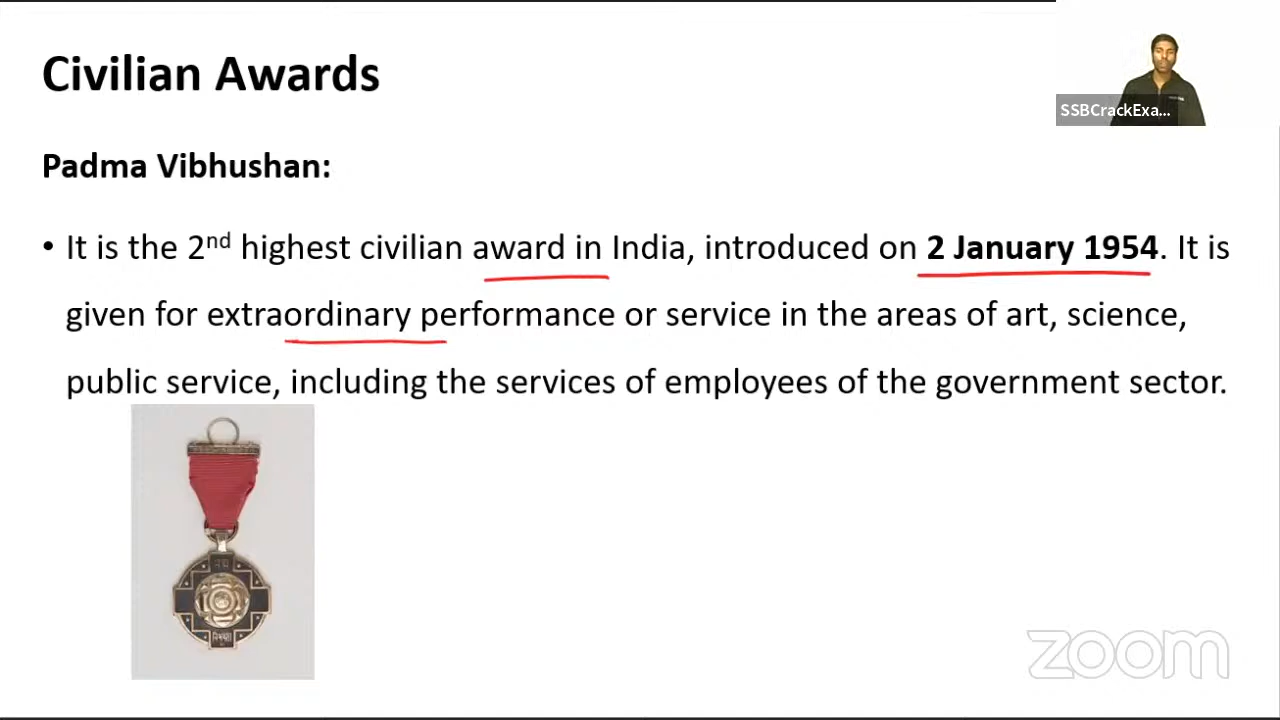 Civilian Awards
SSBCrackExa...
Padma Vibhushan:
• It is the 2nd highest civilian award in India, introduced on 2 January 1954. It is
given for extraordinary performance or service in the areas of art, science,
public service, including the services of employees of the government sector.
zoom